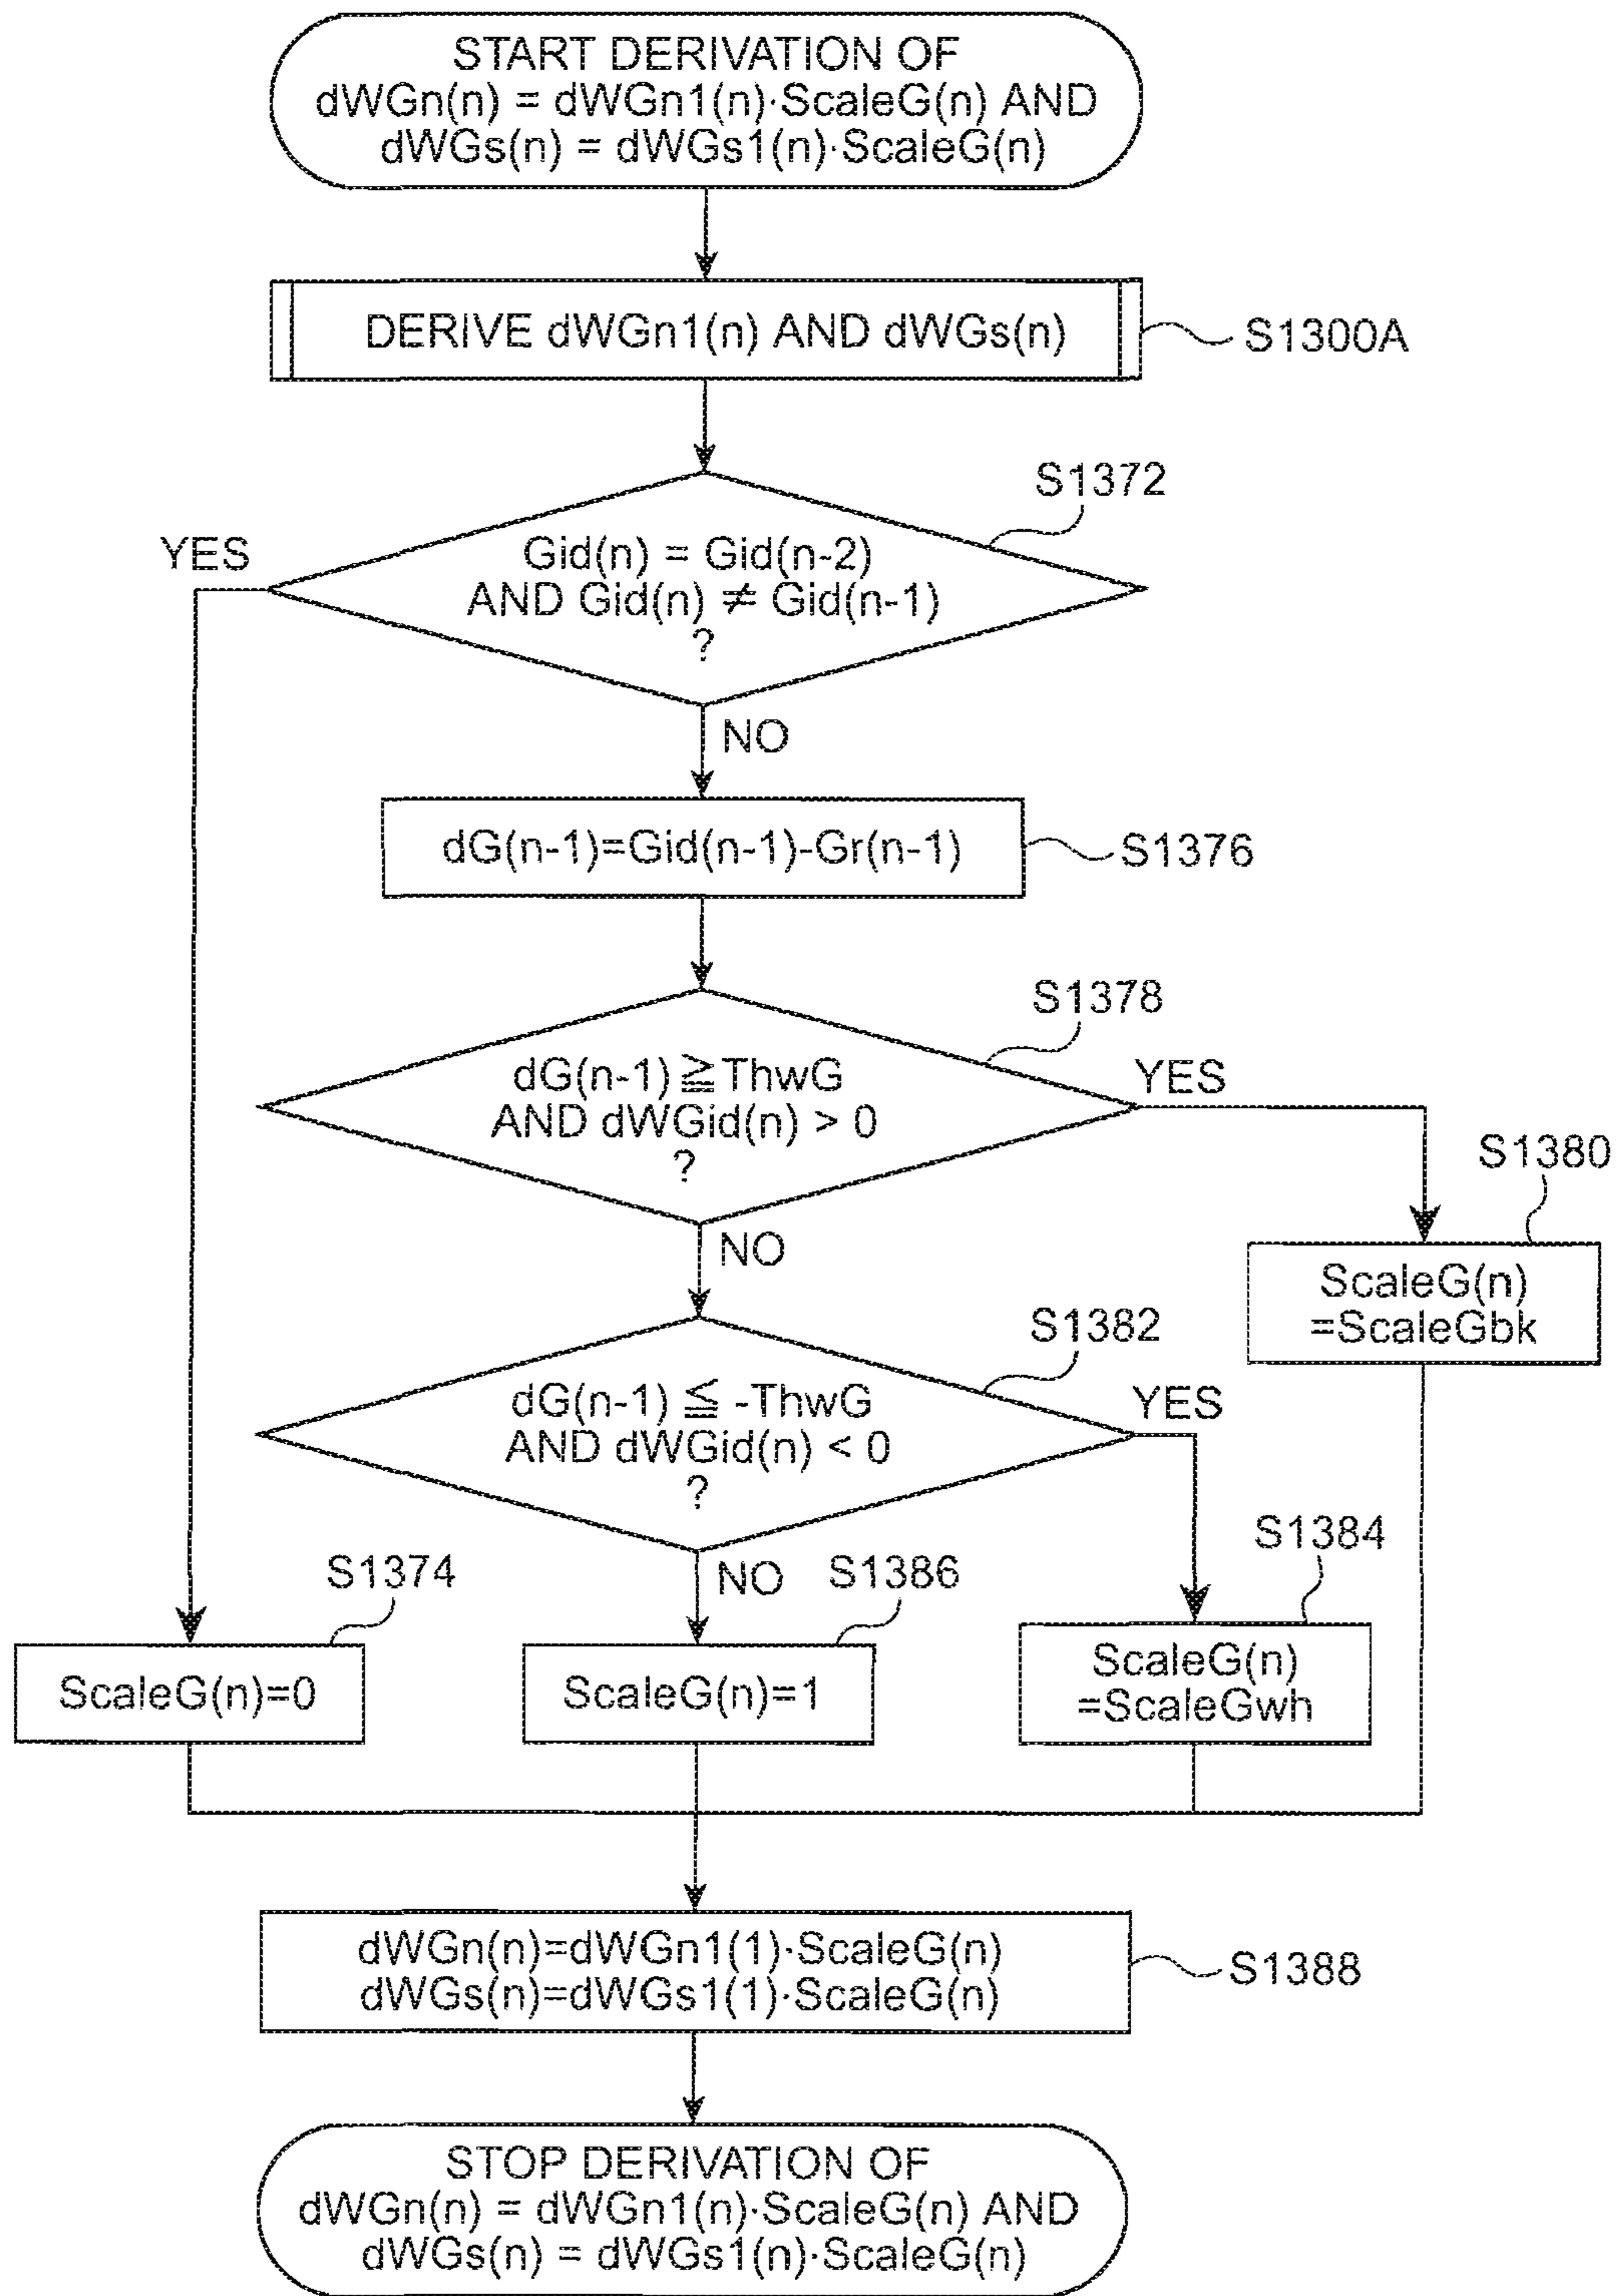 START DERIVATION OF
dWGn(n) = dWGn1(n)·ScaleG(n) AND
dWGs(n) = dWGs1(n)·ScaleG(n)
DERIVE dWGn1(n) AND dWGs(n)
S1300A
S1372
YES
Gid(n) = Gid(n-2)
AND Gid(n) ≠ Gid(n-1)
?
NO
dG(n-1)=Gid(n-1)-Gr(n-1)
S1376
S1378
dG(n-1) ≧ ThwG
AND dWGid(n) > 0
?
YES
S1380
NO
ScaleG(n)
=ScaleGbk
S1382
dG(n-1) ≦ -ThwG
AND dWGid(n) < 0
?
YES
S1384
NO
S1374
S1386
ScaleG(n)=0
ScaleG(n)=1
ScaleG(n)
=ScaleGwh
dWGn(n)=dWGn1(1)·ScaleG(n)
dWGs(n)=dWGs1(1)·ScaleG(n)
S1388
STOP DERIVATION OF
dWGn(n) = dWGn1(n)·ScaleG(n) AND
dWGs(n) = dWGs1(n)·ScaleG(n)